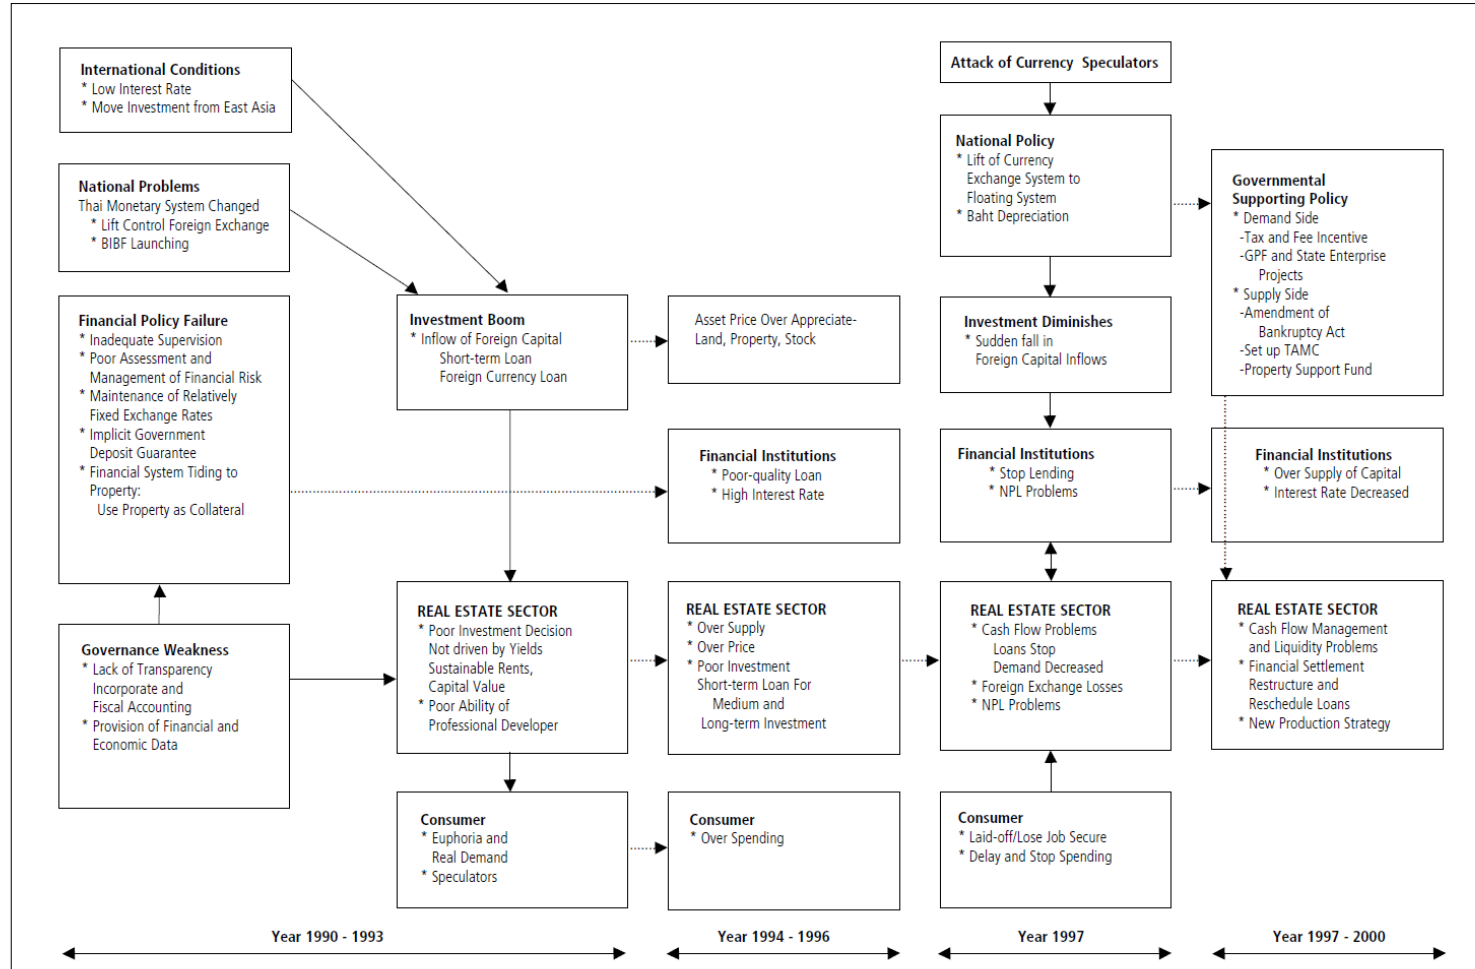 International Conditions
* Low Interest Rate
* Move Investment from East Asia
National Problems
Thai Monetary System Changed
* Lift Control Foreign Exchange
* BIBF Launching
Financial Policy Failure
* Inadequate Supervision
* Poor Assessment and
Management of Financial Risk
* Maintenance of Relatively
Fixed Exchange Rates
* Implicit Government
Deposit Guarantee
* Financial System Tiding to
Property:
Use Property as Collateral
Governance Weakness
* Lack of Transparency
Incorporate and
Fiscal Accounting
* Provision of Financial and
Economic Data
Investment Boom
* Inflow of Foreign Capital
Short-term Loan
Foreign Currency Loan
REAL ESTATE SECTOR
* Poor Investment Decision
Not driven by Yields
Sustainable Rents,
Capital Value
* Poor Ability of
Professional Developer
Consumer
* Euphoria and
Real Demand
* Speculators
Asset Price Over Appreciate-
Land, Property, Stock
Financial Institutions
* Poor-quality Loan
* High Interest Rate
REAL ESTATE SECTOR
* Over Supply
* Over Price
* Poor Investment
Short-term Loan For
Medium and
Long-term Investment
Consumer
* Over Spending
Attack of Currency Speculators
National Policy
* Lift of Currency
Exchange System to
Floating System
* Baht Depreciation
Investment Diminishes
* Sudden fall in
Foreign Capital Inflows
Financial Institutions
* Stop Lending
* NPL Problems
REAL ESTATE SECTOR
* Cash Flow Problems
Loans Stop
Demand Decreased
* Foreign Exchange Losses
* NPL Problems
Consumer
* Laid-off/Lose Job Secure
* Delay and Stop Spending
Governmental
Supporting Policy
* Demand Side
-Tax and Fee Incentive
-GPF and State Enterprise
Projects
* Supply Side
-Amendment of
Bankruptcy Act
-Set up TAMC
-Property Support Fund
Financial Institutions
* Over Supply of Capital
* Interest Rate Decreased
REAL ESTATE SECTOR
* Cash Flow Management
and Liquidity Problems
* Financial Settlement
Restructure and
Reschedule Loans
* New Production Strategy
Year 1990 - 1993
Year 1994 - 1996
Year 1997
Year 1997 - 2000